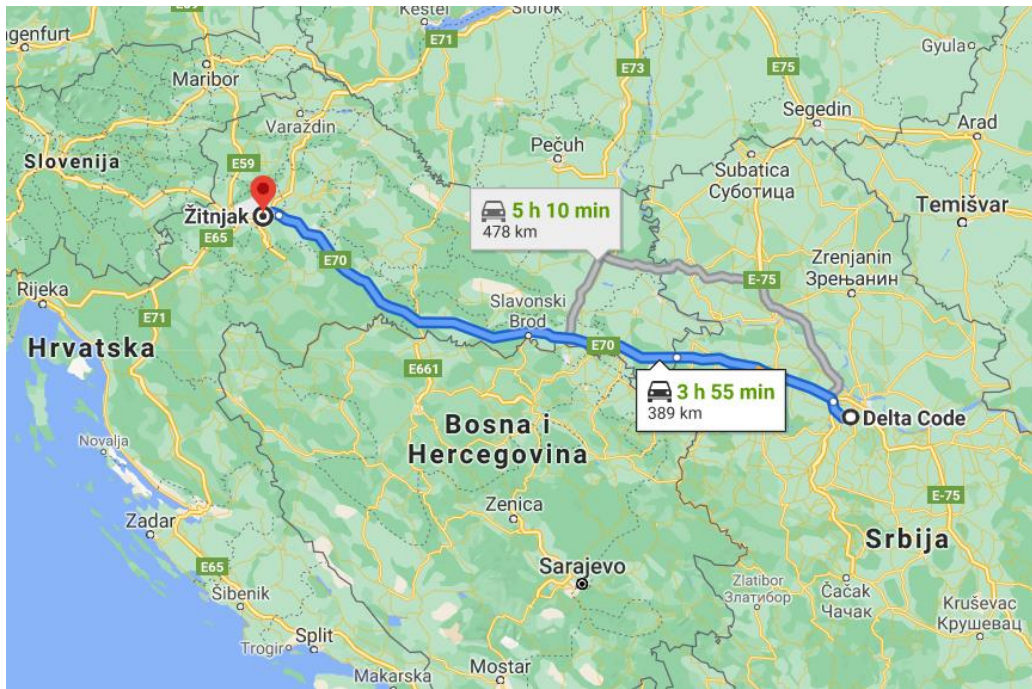 Kestel
Siófok
agenfurt
E71
E73
E75
Gyula
Maribor
Segedin
Arad
Varaždin
Pečuh
Slovenija
E59
Subatica
Суботица
Temišvar
5 h 10 min
478 km
Žitnjak
E65
E70
E-75
Zrenjanin
Зрењанин
Rijeka
E71
Slavonski
Brod
E70
Hrvatska
E661
3 h 55 min
389 km
Delta Code
Bosna i
Hercegovina
Novalja
Zenica
E-75
Zadar
Srbija
E65
Sarajevo
Zlatibor
Златибор
Čačak
Чачак
Šibenik
Kruševac
Крушевац
Split
Trogir
Mostar
Makarska